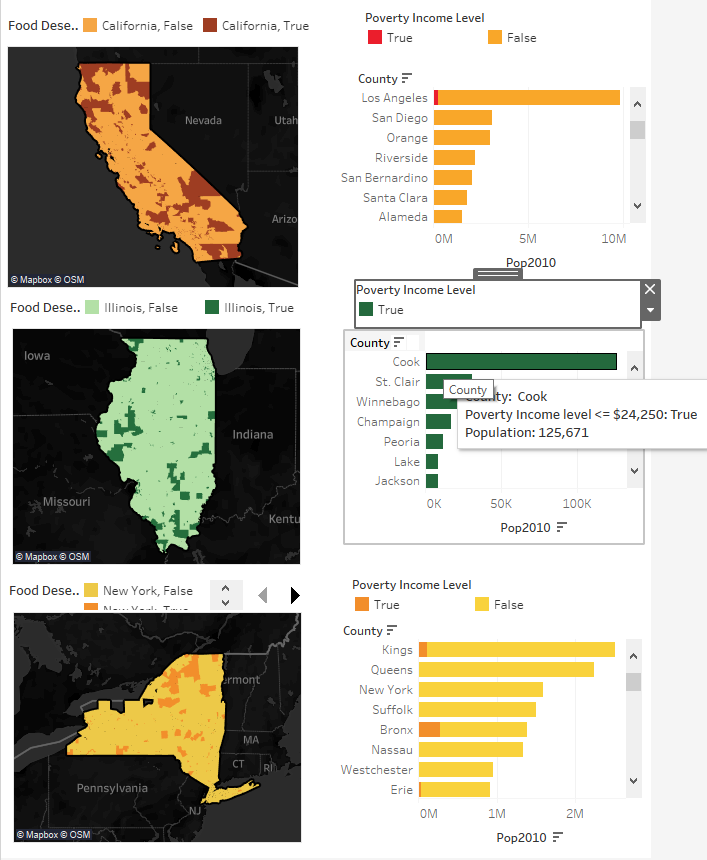 Food Dese.. California, False California, True
Nevada
Utah
Arizo
© Mapbox © OSM
Poverty Income Level
True False
County
Los Angeles
San Diego
Orange
Riverside
San Bernardino
Santa Clara
Alameda
0M 5M 10M
Pop2010
Food Dese.. Illinois, False Illinois, True
Iowa
Indiana
Missouri
Kentu
© Mapbox © OSM
Poverty Income Level
True
County
Cook
St. Clair
Winnebago
Champaign
Peoria
Lake
Jackson
0K 50K 100K
Pop2010
County
County: Cook
Poverty Income level <= $24,250: True
Population: 125,671
Food Dese.. New York, False
New York, True
ermont
MA
CT RI
Pennsylvania
NJ
© Mapbox © OSM
Poverty Income Level
True False
County
Kings
Queens
New York
Suffolk
Bronx
Nassau
Westchester
Erie
0M 1M 2M
Pop2010